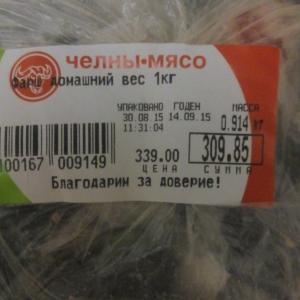 ЧЕЛНЫ-МЯСО
ФАРШ ДОМАШНИЙ ВЕС 1КГ
УПАКОВАНО ГОДЕН МАССА
30.08.15 14.09.15 0.914 кг
11:31:04
00167 009149
339.00 309.85
ЦЕНА СУММА
Благодарим за доверие!